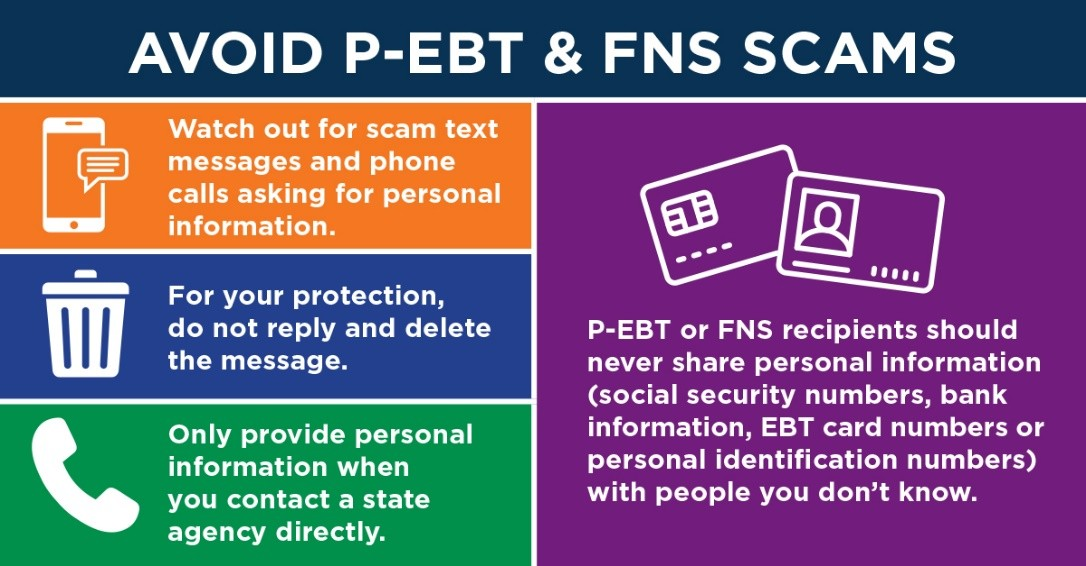 AVOID P-EBT & FNS SCAMS
Watch out for scam text
messages and phone
calls asking for personal
information.
For your protection,
do not reply and delete
the message.
Only provide personal
information when
you contact a state
agency directly.
P-EBT or FNS recipients should
never share personal information
(social security numbers, bank
information, EBT card numbers or
personal identification numbers)
with people you don’t know.